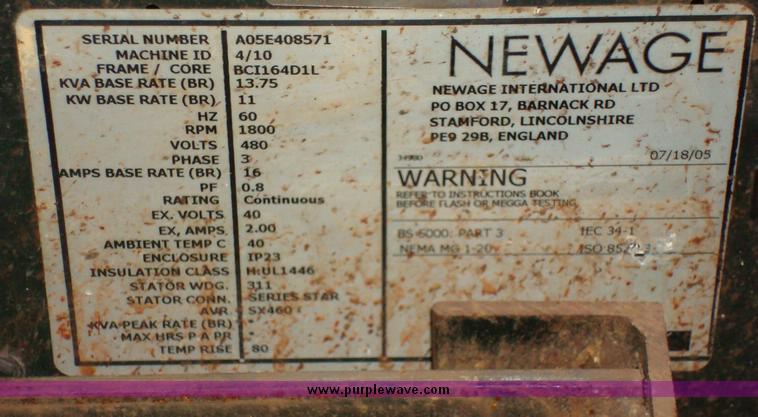 SERIAL NUMBER A05E408571
MACHINE ID 4/10
FRAME / CORE BCI164D1L
KVA BASE RATE (BR) 13.75
KW BASE RATE (BR) 11
HZ 60
RPM 1800
VOLTS 480
PHASE 3
AMPS BASE RATE (BR) 16
PF 0.8
RATING Continuous
EX. VOLTS 40
EX, AMPS. 2.00
AMBIENT TEMP C 40
ENCLOSURE IP23
INSULATION CLASS H:UL1446
STATOR WDG. 311
STATOR CONN. SERIES STAR
AVR SX460
KVA PEAK RATE (BR) *
MAX HRS P A PR *
TEMP RISE 80
NEWAGE
NEWAGE INTERNATIONAL LTD
PO BOX 17, BARNACK RD
STAMFORD, LINCOLNSHIRE
PE9 29B, ENGLAND
07/18/05
WARNING
REFER TO INSTRUCTIONS BOOK
BEFORE FLASH OR MEGGA TESTING
BS 5000: PART 3 IEC 34-1
NEMA MG 1-20 ISO
www.purplewave.com